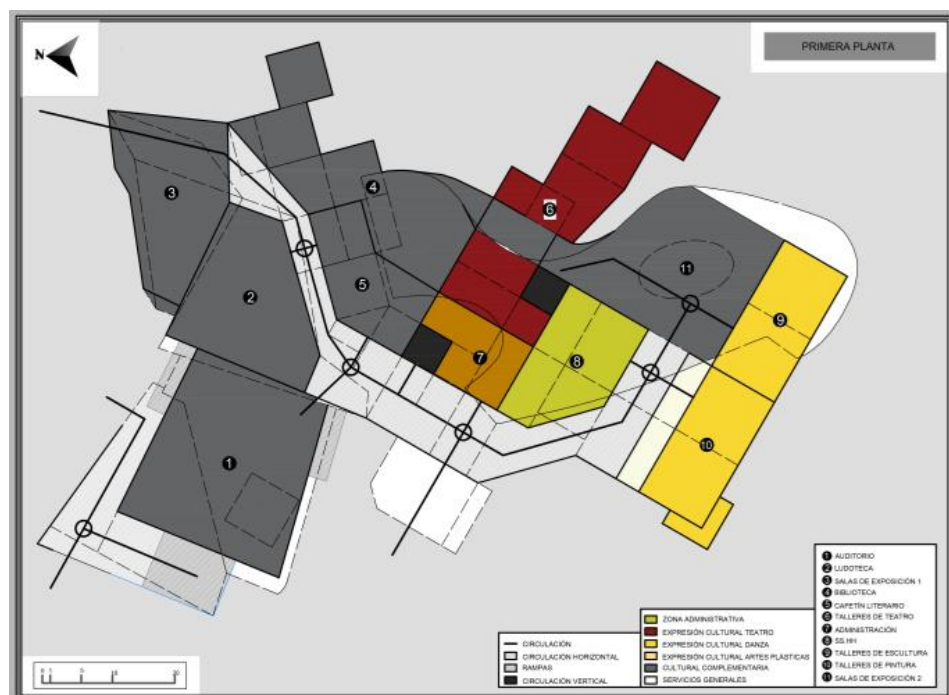 PRIMERA PLANTA
N
3
4
6
2
11
5
9
7
8
10
1
1 AUDITORIO
2 LUDOTECA
3 SALAS DE EXPOSICIÓN 1
4 BIBLIOTECA
5 CAFETÍN LITERARIO
6 TALLERES DE TEATRO
7 ADMINISTRACIÓN
8 SS.HH
9 TALLERES DE ESCULTURA
10 TALLERES DE PINTURA
11 SALAS DE EXPOSICIÓN 2
ZONA ADMINISTRATIVA
EXPRESIÓN CULTURAL TEATRO
EXPRESIÓN CULTURAL DANZA
EXPRESIÓN CULTURAL ARTES PLÁSTICAS
CULTURAL COMPLEMENTARIA
SERVICIOS GENERALES
CIRCULACIÓN
CIRCULACIÓN HORIZONTAL
RAMPAS
CIRCULACIÓN VERTICAL
0 1 5